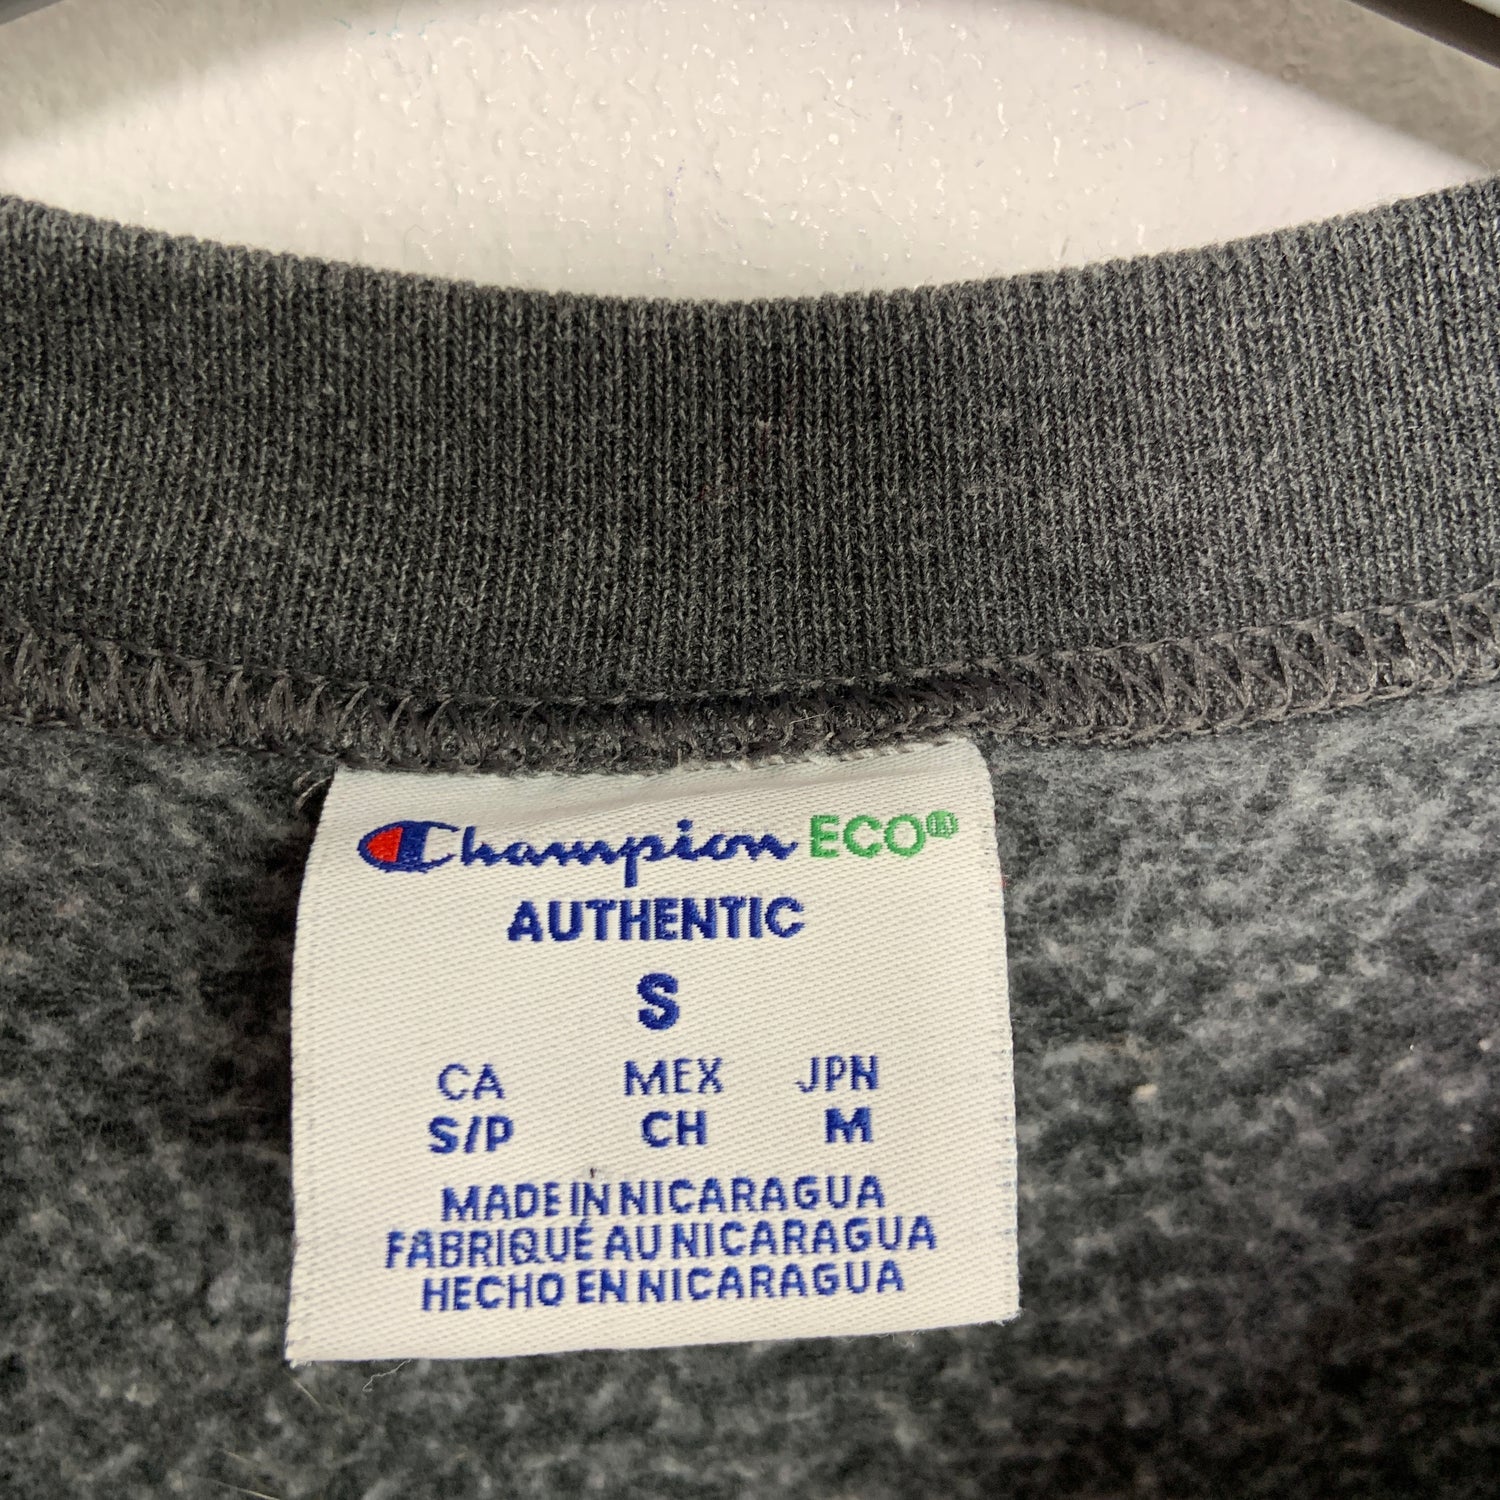 Champion ECO
AUTHENTIC
S
CA MEX JPN
S/P CH M
MADE IN NICARAGUA
FABRIQUÉ AU NICARAGUA
HECHO EN NICARAGUA